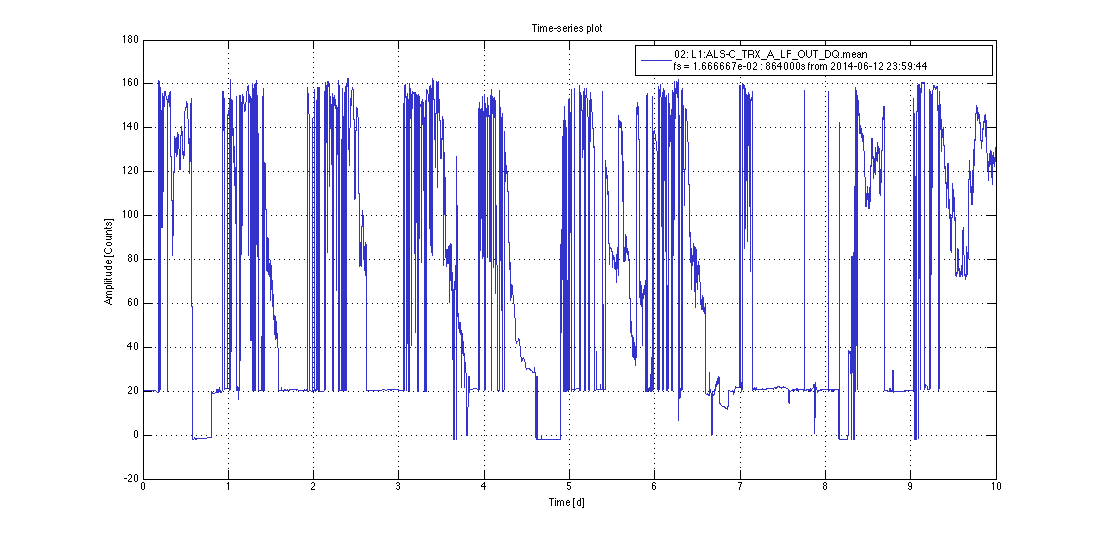 Time-series plot
180
02: L1:ALS-C_TRX_A_LF_OUT_DQ.mean
fs = 1.666667e-02 : 864000s from 2014-06-12 23:59:44
160
140
120
100
80
60
40
20
0
-20
Amplitude [Counts]
0 1 2 3 4 5 6 7 8 9 10
Time [d]